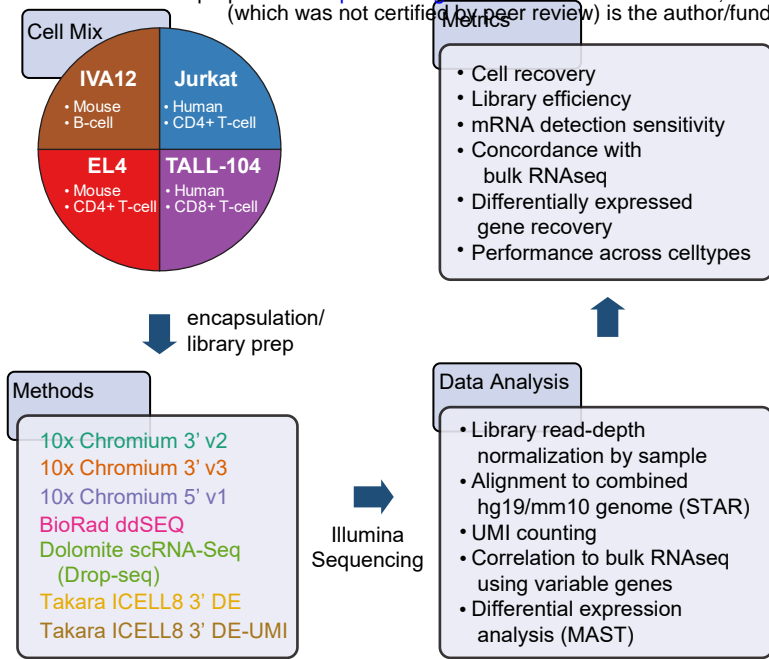 (which was not certified by peer review) is the author/fund
Cell Mix
IVA12
• Mouse
• B-cell
Jurkat
• Human
• CD4+ T-cell
EL4
• Mouse
• CD4+ T-cell
TALL-104
• Human
• CD8+ T-cell
encapsulation/
library prep
Methods
10x Chromium 3’ v2
10x Chromium 3’ v3
10x Chromium 5’ v1
BioRad ddSEQ
Dolomite scRNA-Seq
(Drop-seq)
Takara ICELL8 3’ DE
Takara ICELL8 3’ DE-UMI
Illumina
Sequencing
Data Analysis
• Library read-depth
normalization by sample
• Alignment to combined
hg19/mm10 genome (STAR)
• UMI counting
• Correlation to bulk RNAseq
using variable genes
• Differential expression
analysis (MAST)
Metrics
• Cell recovery
• Library efficiency
• mRNA detection sensitivity
• Concordance with
bulk RNAseq
• Differentially expressed
gene recovery
• Performance across celltypes